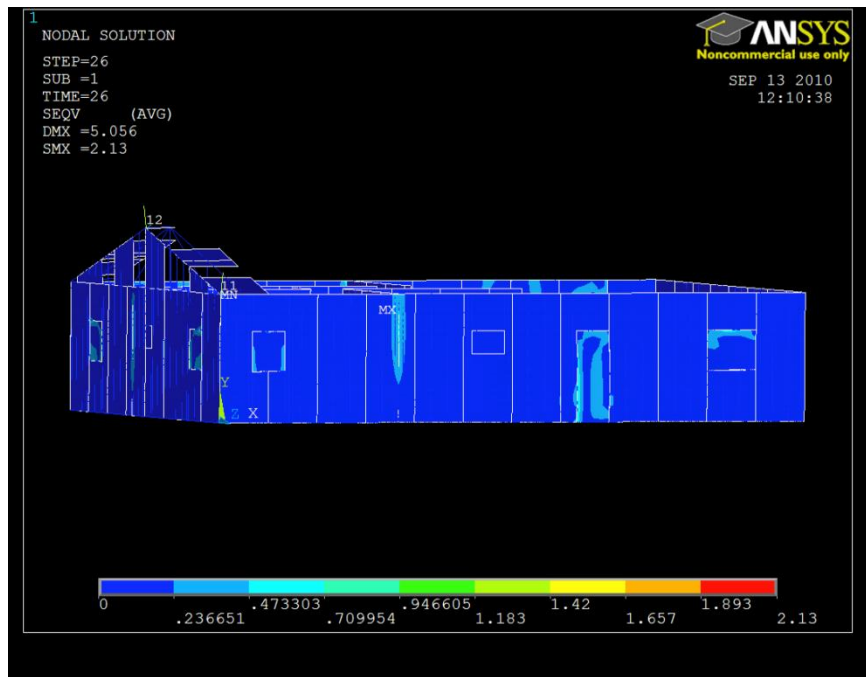 1
NODAL SOLUTION
STEP=26
SUB =1
TIME=26
SEQV (AVG)
DMX =5.056
SMX =2.13
ANSYS
Noncommercial use only
SEP 13 2010
12:10:38
12
11
MN
MX
Y
Z X
0 .473303 .946605 1.42 1.893
.236651 .709954 1.183 1.657 2.13